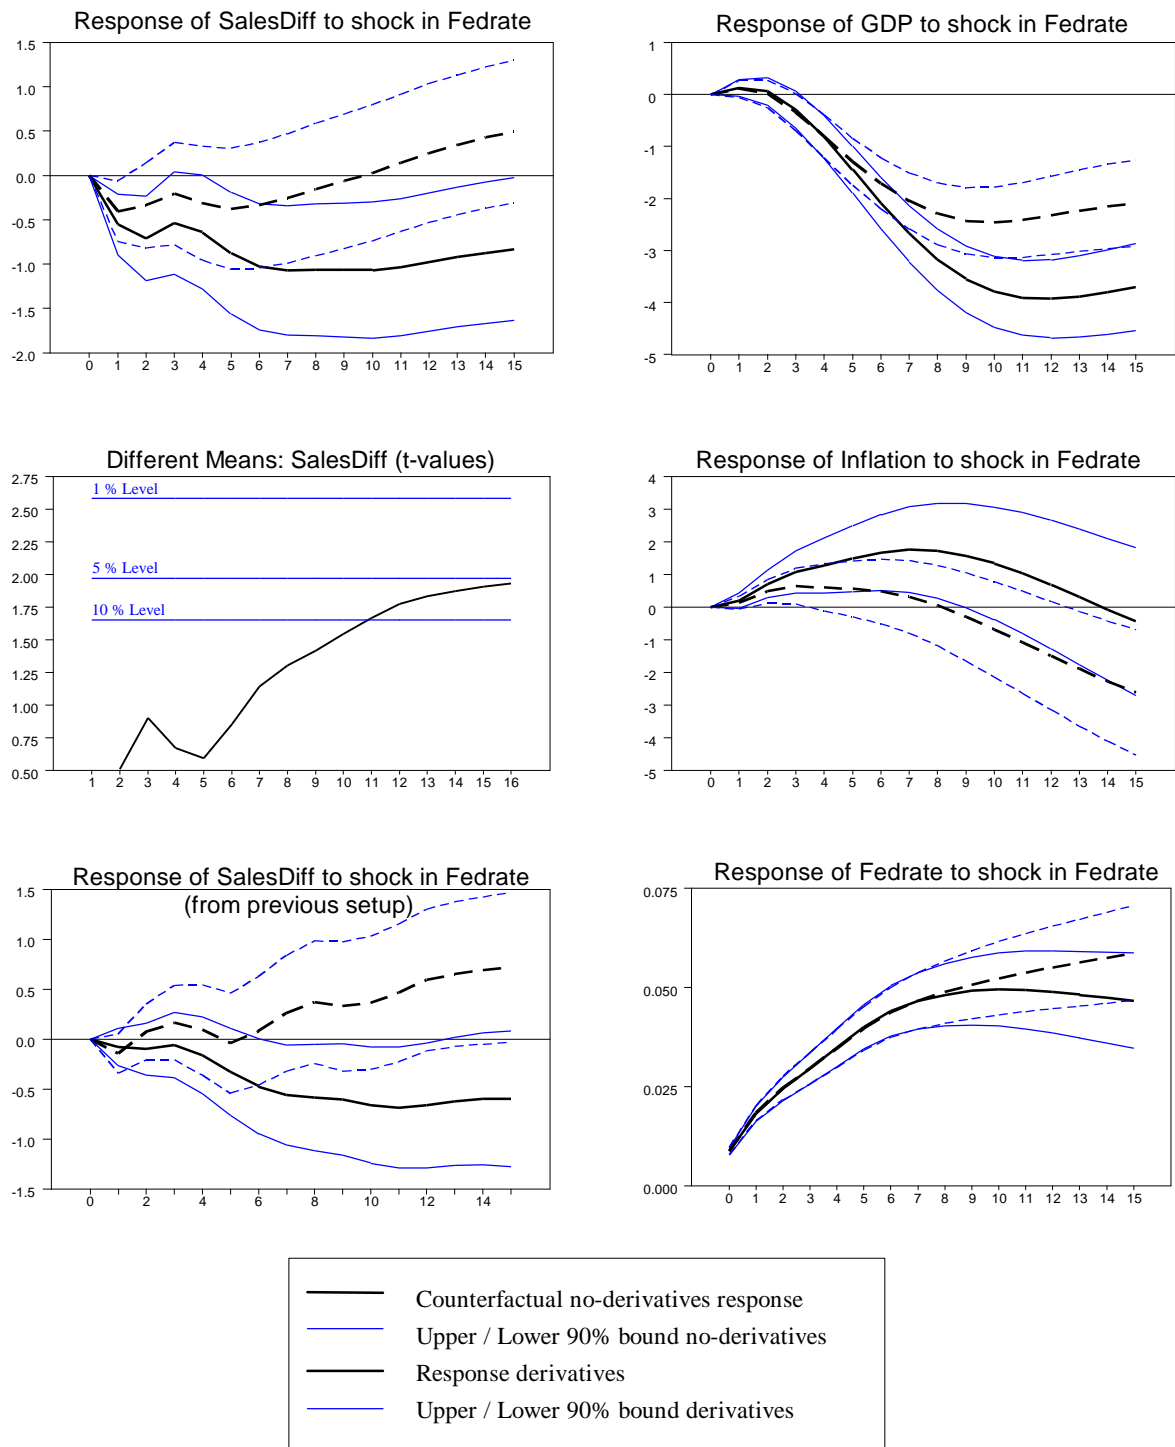 Response of SalesDiff to shock in Fedrate
1.5
1.0
0.5
0.0
-0.5
-1.0
-1.5
-2.0
0 1 2 3 4 5 6 7 8 9 10 11 12 13 14 15
Response of GDP to shock in Fedrate
1
0
-1
-2
-3
-4
-5
0 1 2 3 4 5 6 7 8 9 10 11 12 13 14 15
Different Means: SalesDiff (t-values)
2.75
2.50
2.25
2.00
1.75
1.50
1.25
1.00
0.75
0.50
1 % Level
5 % Level
10 % Level
1 2 3 4 5 6 7 8 9 10 11 12 13 14 15 16
Response of Inflation to shock in Fedrate
4
3
2
1
0
-1
-2
-3
-4
-5
0 1 2 3 4 5 6 7 8 9 10 11 12 13 14 15
Response of SalesDiff to shock in Fedrate
(from previous setup)
1.5
1.0
0.5
0.0
-0.5
-1.0
-1.5
0 2 4 6 8 10 12 14
Response of Fedrate to shock in Fedrate
0.075
0.050
0.025
0.000
0 1 2 3 4 5 6 7 8 9 10 11 12 13 14 15
Counterfactual no-derivatives response
Upper / Lower 90% bound no-derivatives
Response derivatives
Upper / Lower 90% bound derivatives